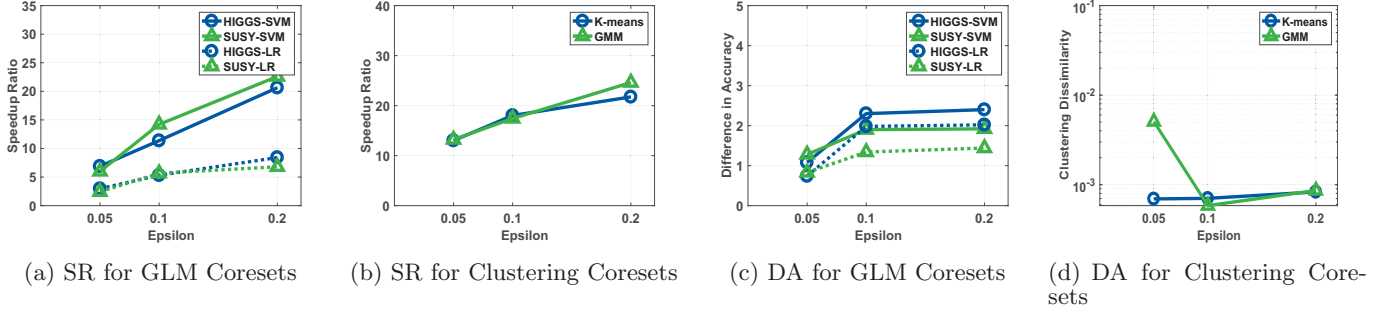 35
30
25
20
15
10
5
0
Speedup Ratio
0.05 0.1 0.2
Epsilon
HIGGS-SVM
SUSY-SVM
HIGGS-LR
SUSY-LR
(a) SR for GLM Coresets
40
30
20
10
0
Speedup Ratio
0.05 0.1 0.2
Epsilon
K-means
GMM
(b) SR for Clustering Coresets
5
4
3
2
1
0
Difference in Accuracy
0.05 0.1 0.2
Epsilon
HIGGS-SVM
SUSY-SVM
HIGGS-LR
SUSY-LR
(c) DA for GLM Coresets
10-1
10-2
10-3
Clustering Dissimilarity
0.05 0.1 0.2
Epsilon
K-means
GMM
(d) DA for Clustering Core-
sets